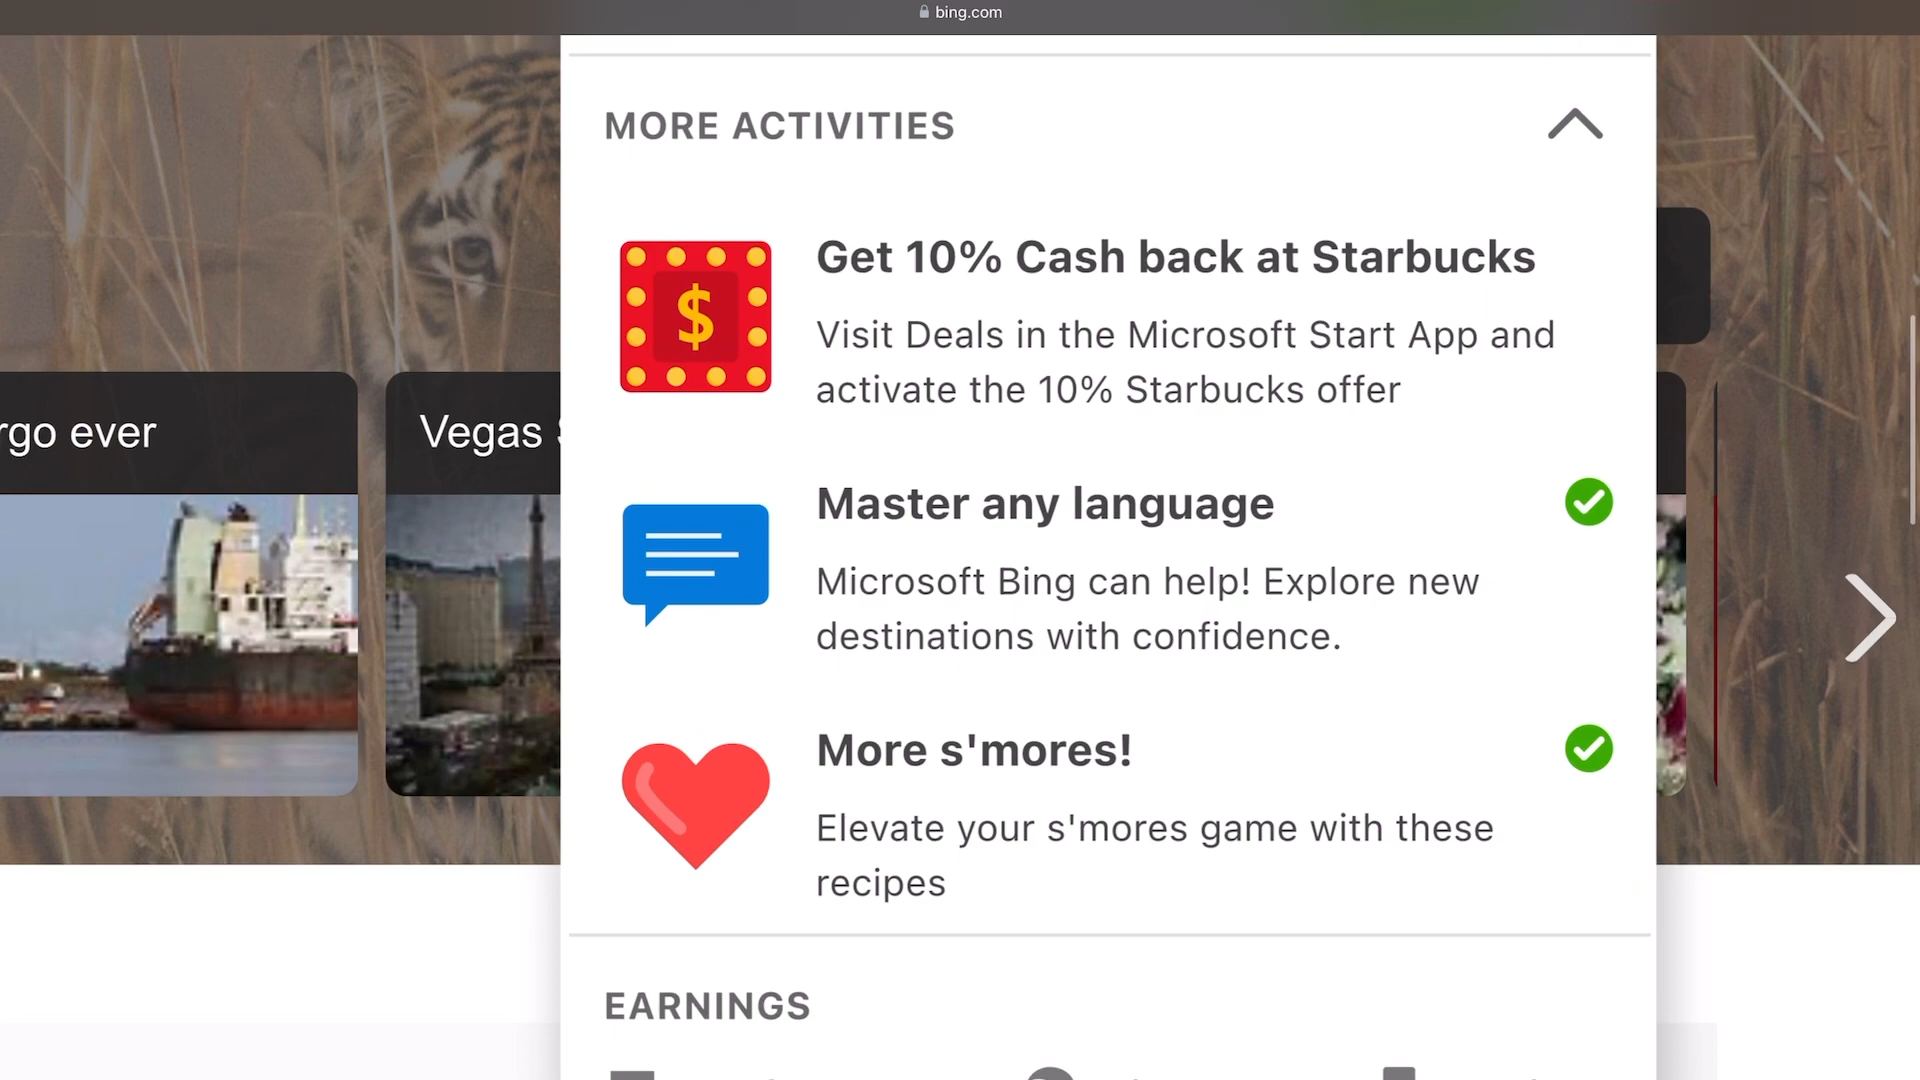 bing.com
MORE ACTIVITIES
Get 10% Cash back at Starbucks
Visit Deals in the Microsoft Start App and
activate the 10% Starbucks offer
ever
Vegas
Master any language
Microsoft Bing can help! Explore new
destinations with confidence.
More s'mores!
Elevate your s'mores game with these
recipes
EARNINGS